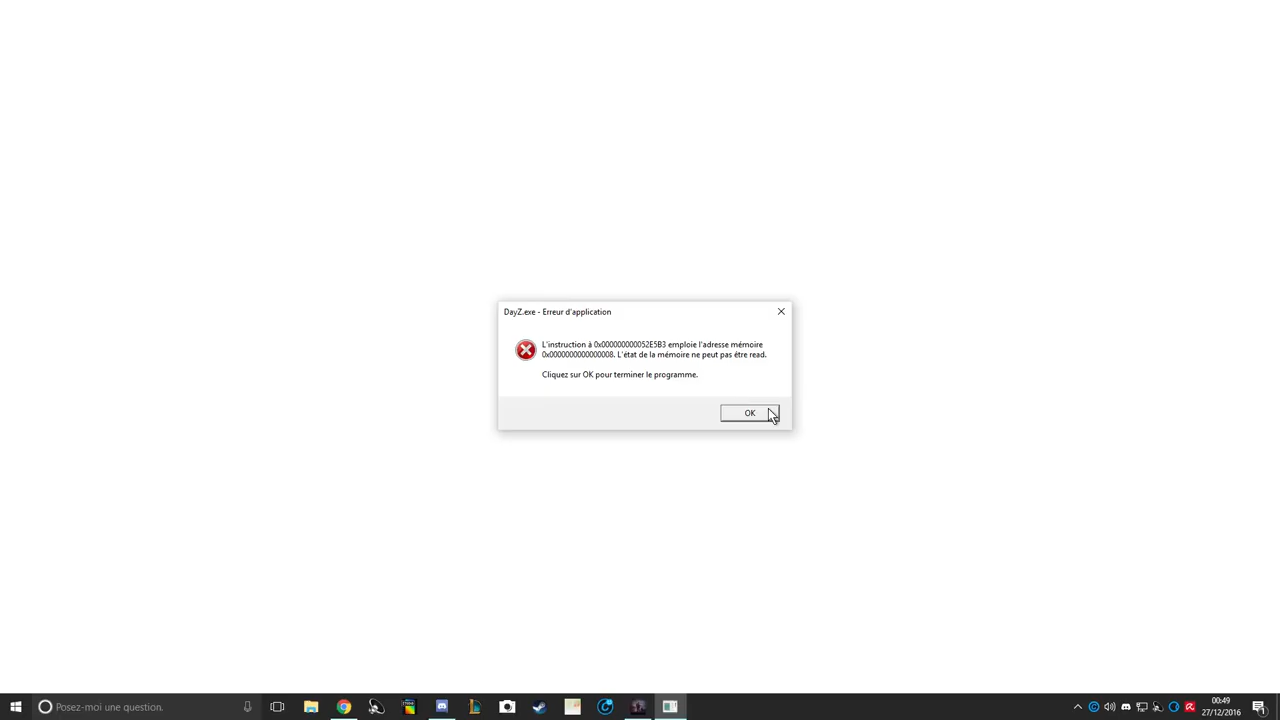 DayZ.exe - Erreur d'application
L'instruction à 0x000000000052E5B3 emploie l'adresse mémoire
0x0000000000000008. L'état de la mémoire ne peut pas être read.
Cliquez sur OK pour terminer le programme.
OK
Posez-moi une question.
00:49
27/12/2016